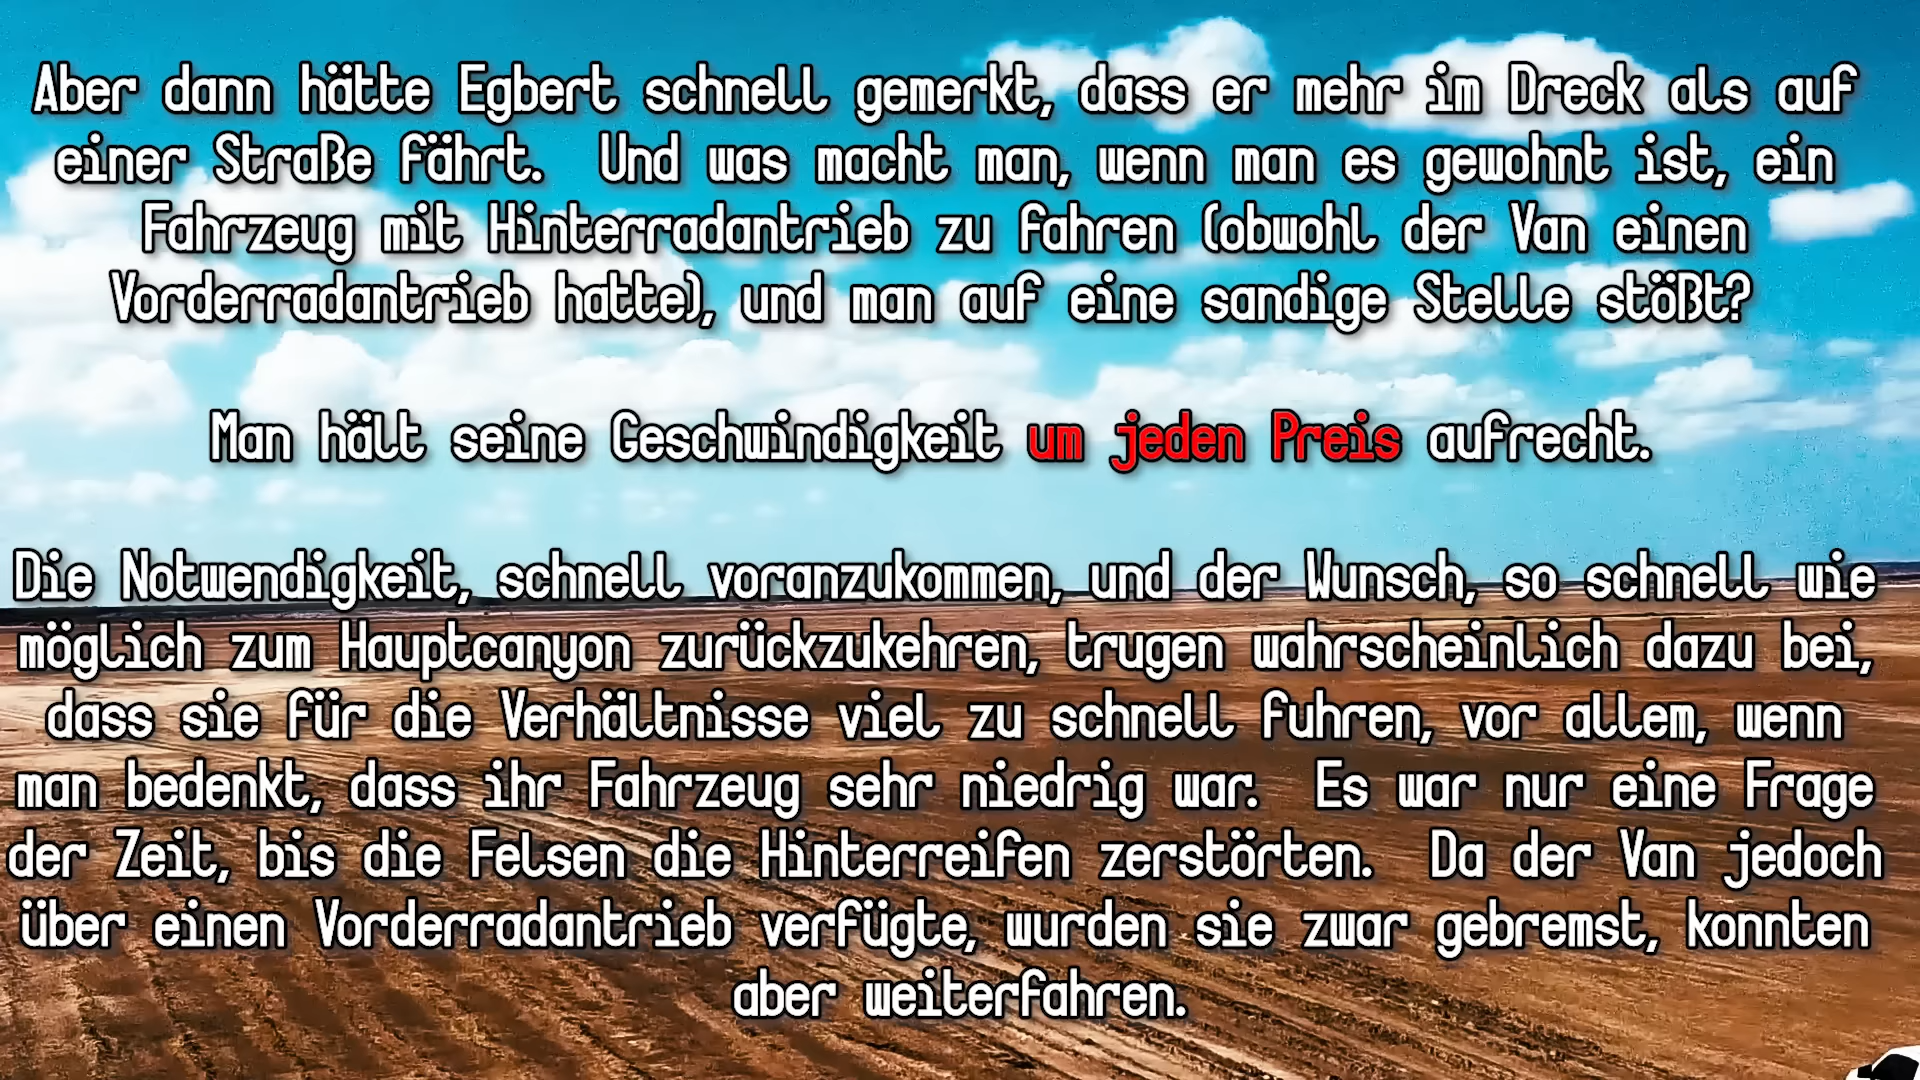 Aber dann hätte Egbert schnell gemerkt, dass er mehr im Dreck als auf
einer Straße fährt.  Und was macht man, wenn man es gewohnt ist, ein
Fahrzeug mit Hinterradantrieb zu fahren (obwohl der Van einen
Vorderradantrieb hatte), und man auf eine sandige Stelle stößt?
Man hält seine Geschwindigkeit um jeden Preis aufrecht.
Die Notwendigkeit, schnell voranzukommen, und der Wunsch, so schnell wie
möglich zum Hauptcanyon zurückzukehren, trugen wahrscheinlich dazu bei,
dass sie für die Verhältnisse viel zu schnell fuhren, vor allem, wenn
man bedenkt, dass ihr Fahrzeug sehr niedrig war.  Es war nur eine Frage
der Zeit, bis die Felsen die Hinterreifen zerstörten.  Da der Van jedoch
über einen Vorderradantrieb verfügte, wurden sie zwar gebremst, konnten
aber weiterfahren.